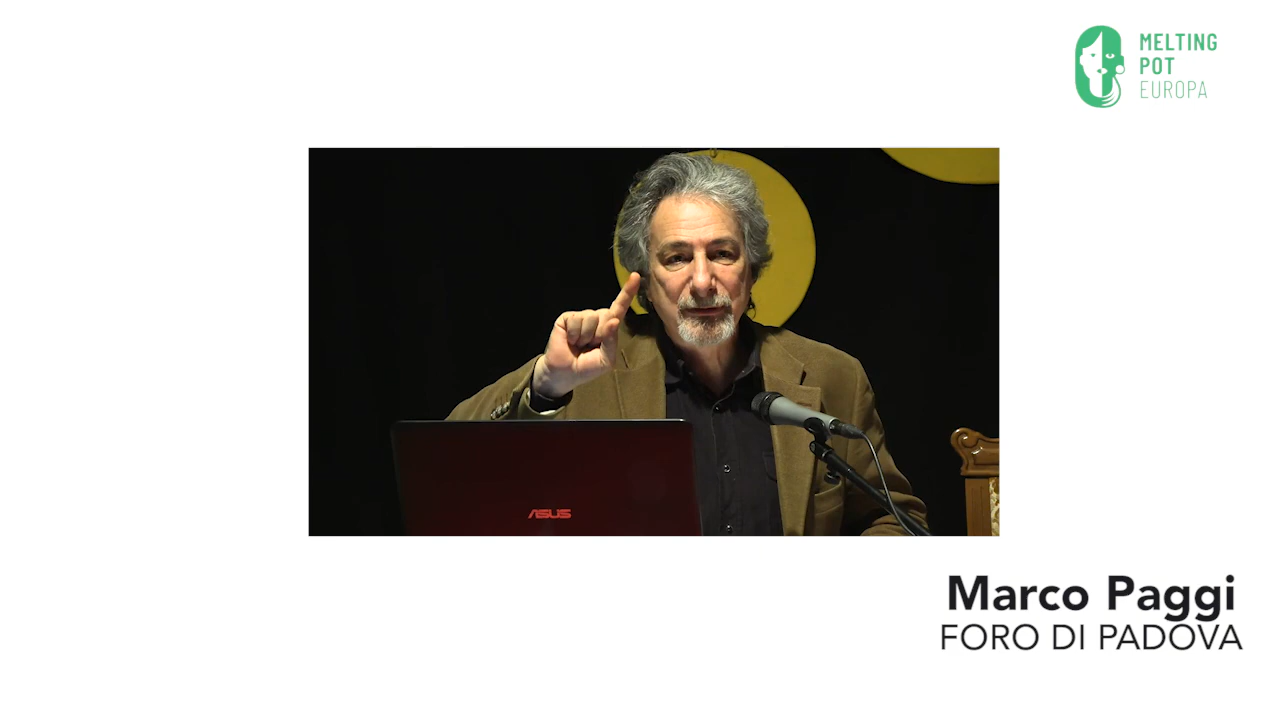 MELTING
POT
EUROPA
ASUS
Marco Paggi
FORO DI PADOVA